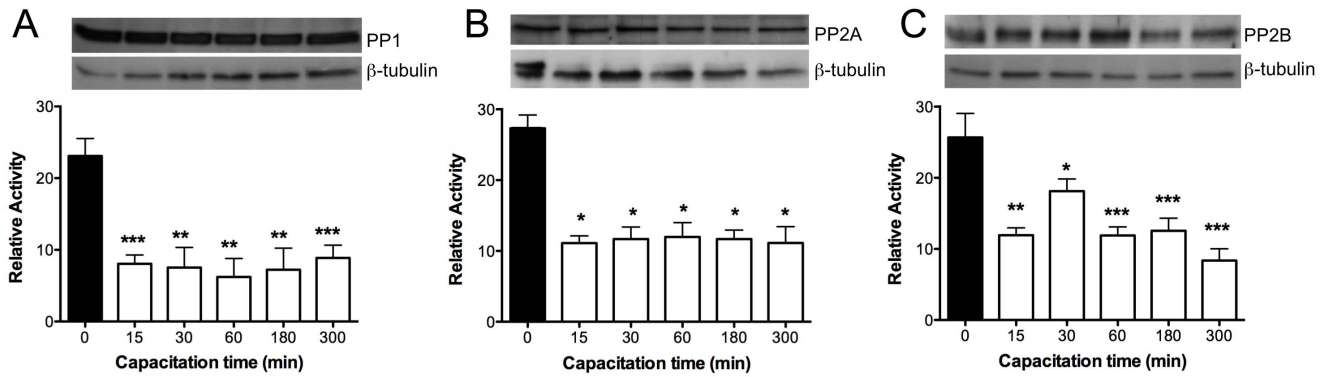 A
PP1
β-tubulin
30
20
10
0
Relative Activity
***
**
**
**
***
0 15 30 60 180 300
Capacitation time (min)
B
PP2A
β-tubulin
30
20
10
0
Relative Activity
*
*
*
*
*
0 15 30 60 180 300
Capacitation time (min)
C
PP2B
β-tubulin
30
20
10
0
Relative Activity
**
*
***
***
***
0 15 30 60 180 300
Capacitation time (min)